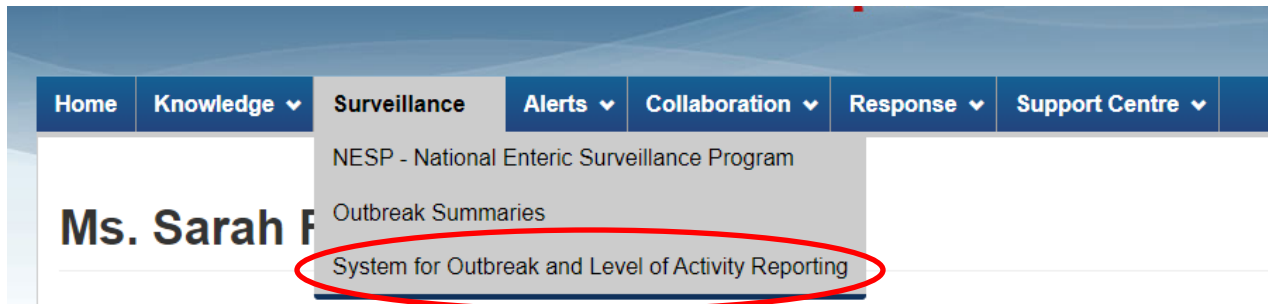 Home Knowledge Surveillance Alerts Collaboration Response Support Centre
NESP - National Enteric Surveillance Program
Outbreak Summaries
Ms. Sarah
System for Outbreak and Level of Activity Reporting